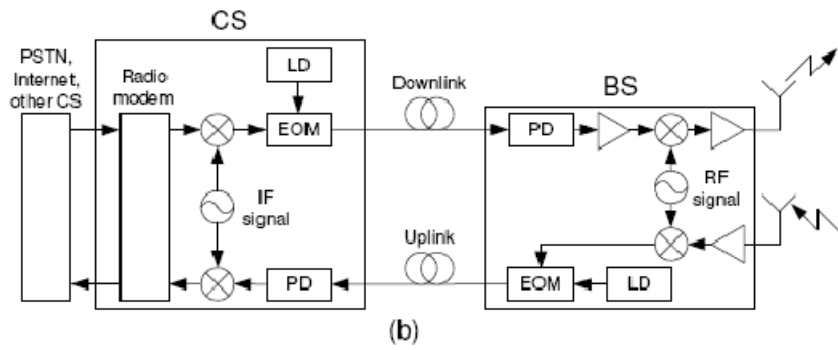 CS
PSTN,
Internet,
other CS
Radio
modem
LD
EOM
IF
signal
PD
Downlink
Uplink
BS
PD
RF
signal
EOM
LD
(b)